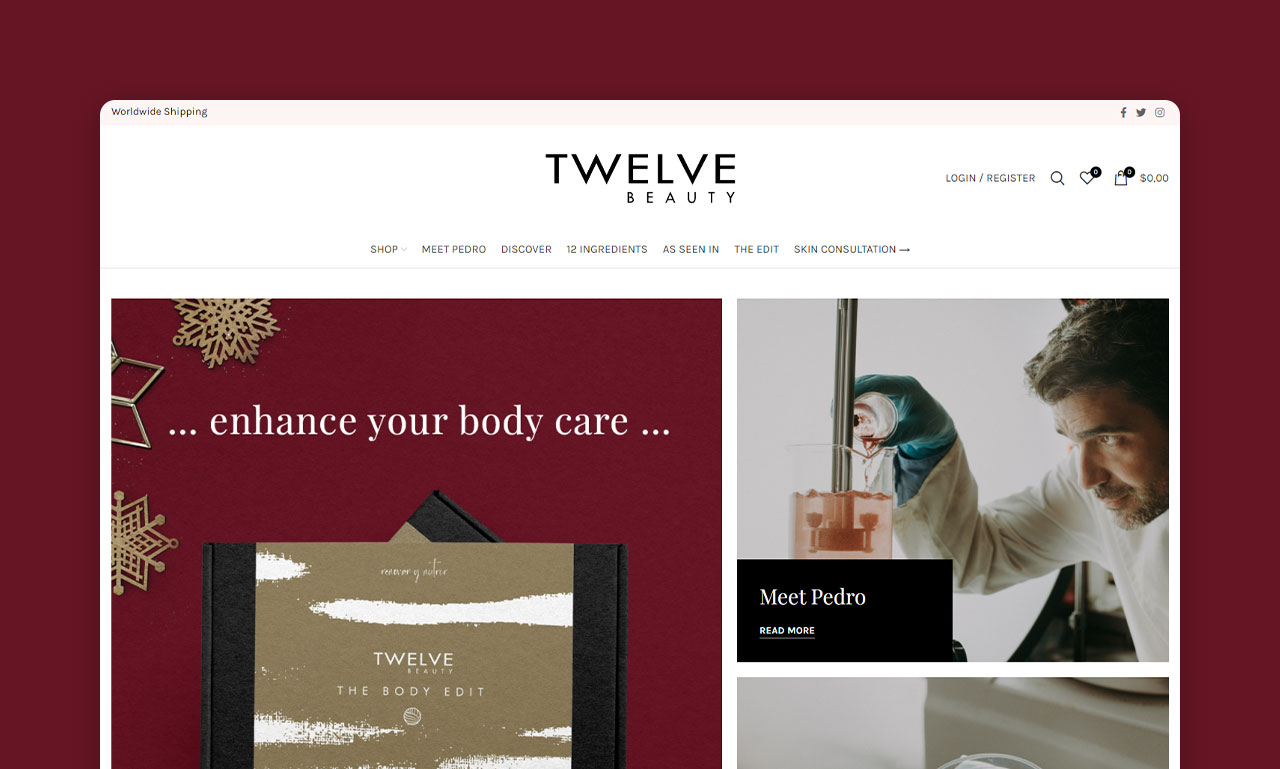 Worldwide Shipping
TWELVE
BEAUTY
LOGIN / REGISTER
0
0
$0,00
SHOP
MEET PEDRO
DISCOVER
12 INGREDIENTS
AS SEEN IN
THE EDIT
SKIN CONSULTATION →
... enhance your body care ...
renovar y nutrir
TWELVE
BEAUTY
THE BODY EDIT
Meet Pedro
READ MORE